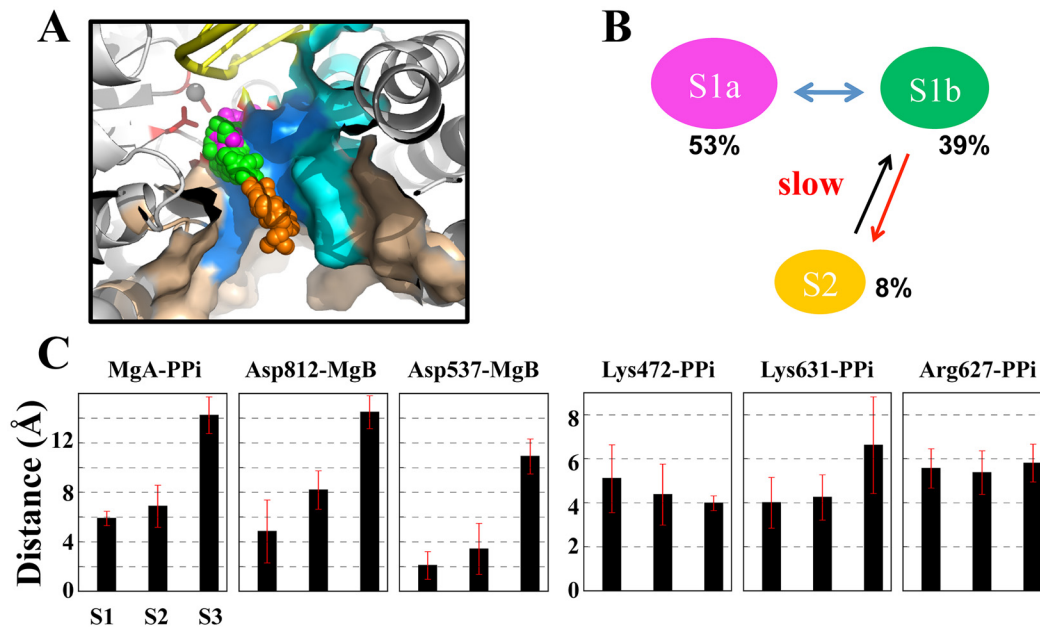 A
B
S1a
S1b
53%
39%
slow
S2
8%
C
MgA-PPi
Asp812-MgB
Asp537-MgB
Lys472-PPi
Lys631-PPi
Arg627-PPi
Distance (Å)
12
8
4
0
8
6
4
2
0
S1 S2 S3